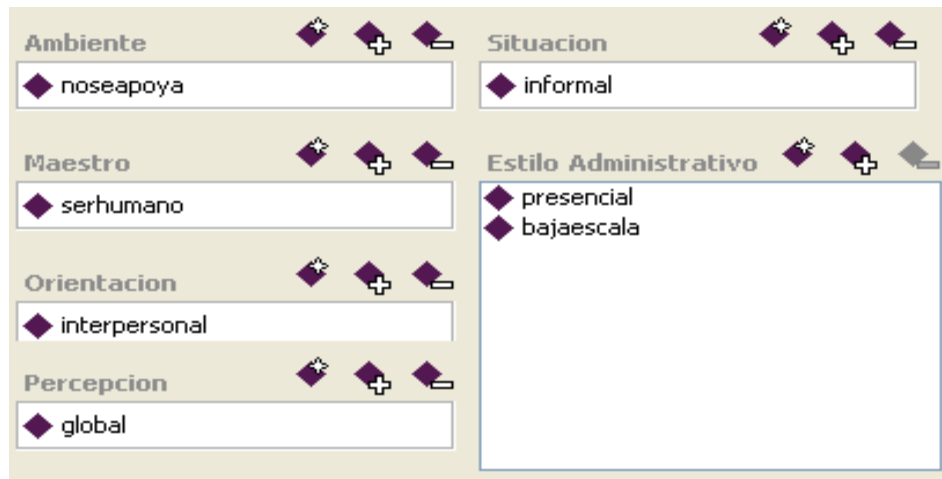 Ambiente
noseapoya
Maestro
serhumano
Orientacion
interpersonal
Percepcion
global
Situacion
informal
Estilo Administrativo
presencial
bajaescala